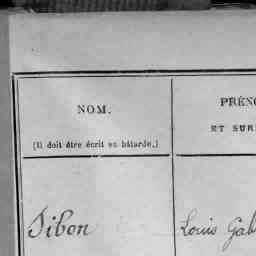 NOM.
PRÉNO
ET SUR
(Il doit être écrit en bâtarde.)
Sibon
Louis Gab